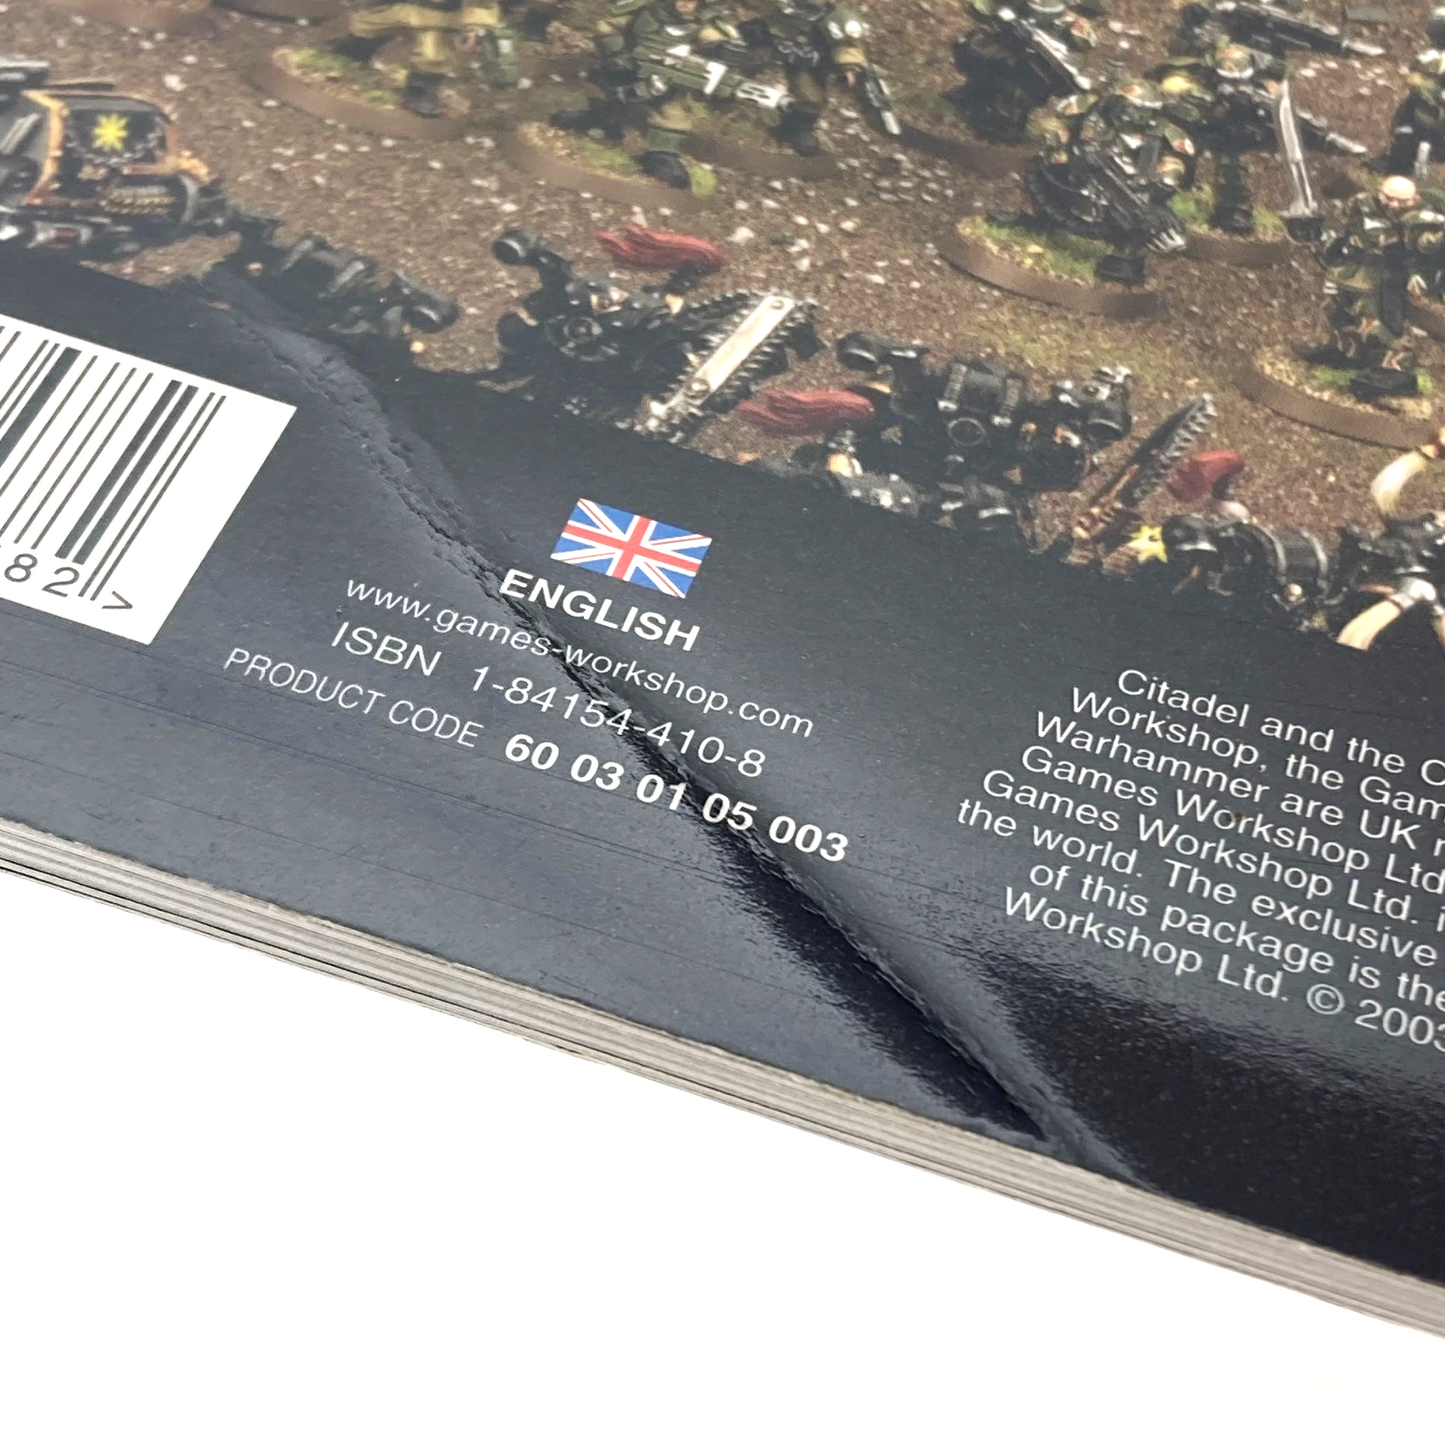 82
>
ENGLISH
www.games-workshop.com
ISBN 1-84154-410-8
PRODUCT CODE 60 03 01 05 003
Citadel and the
Workshop, the
Warhammer are UK
Games Workshop Ltd
Games Workshop Ltd.
the world. The exclusive
of this package is the
Workshop Ltd. © 2003